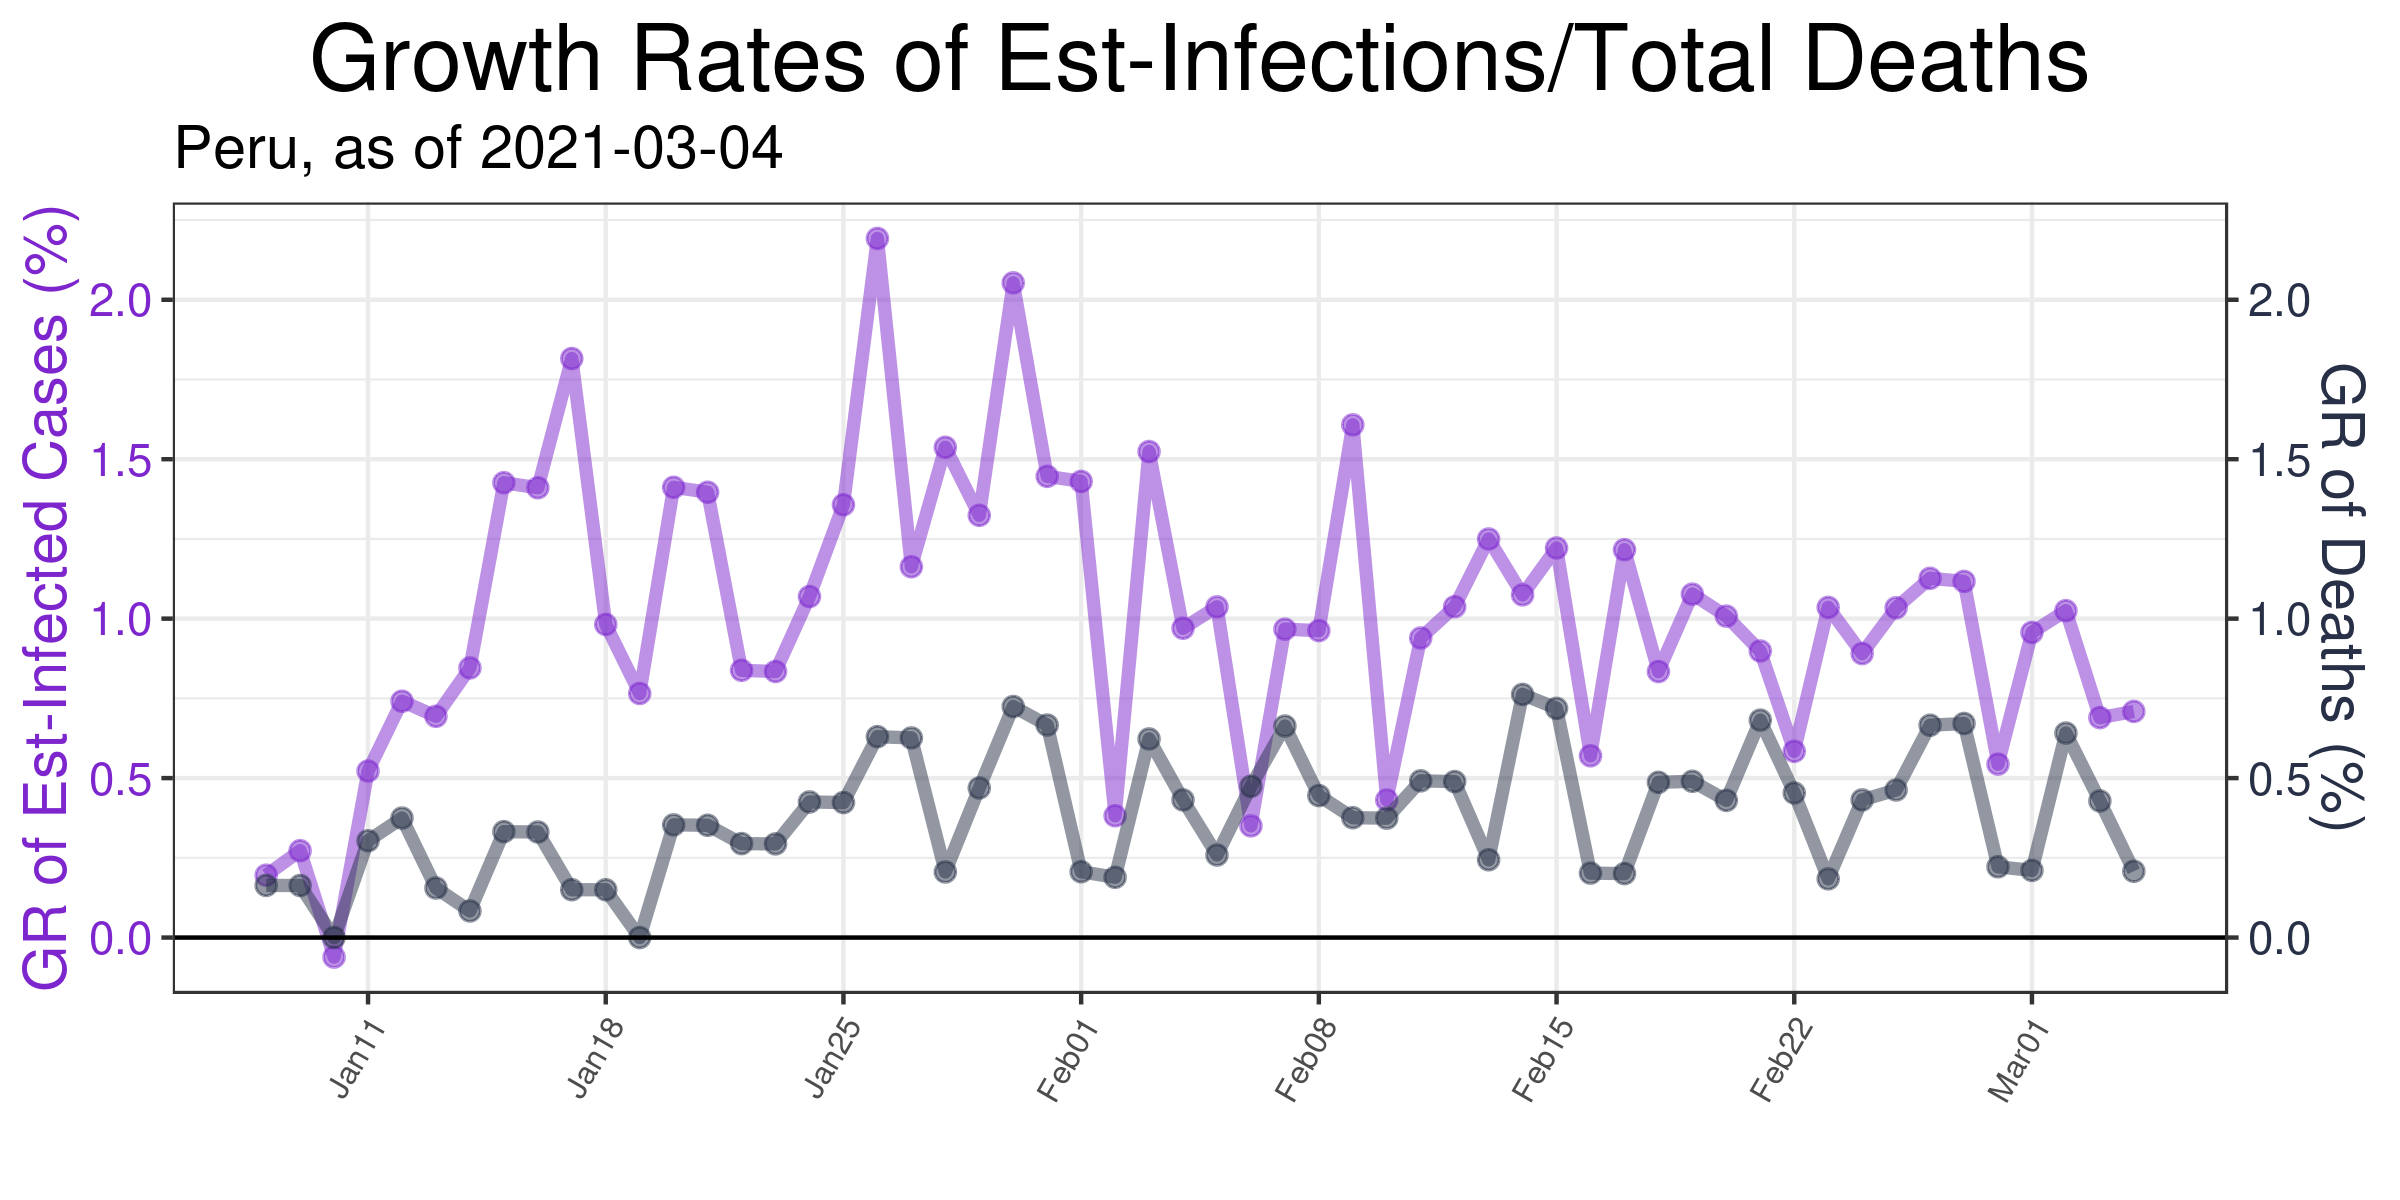 Growth Rates of Est-Infections/Total Deaths
Peru, as of 2021-03-04
GR of Est-Infected Cases (%)
2.0
1.5
1.0
0.5
0.0
2.0
1.5
1.0
0.5
0.0
GR of Deaths (%)
Jan11
Jan18
Jan25
Feb01
Feb08
Feb15
Feb22
Mar01